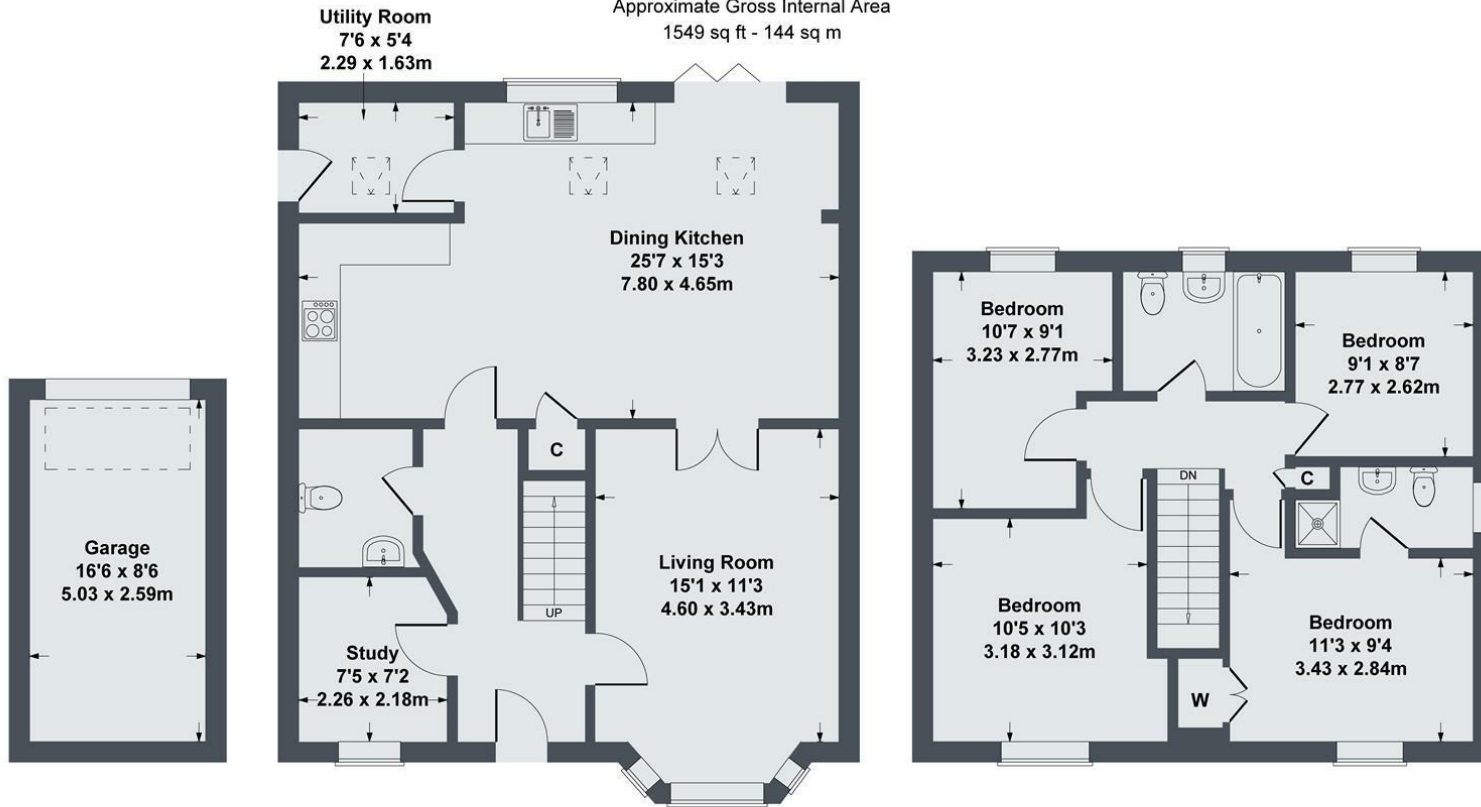 Approximate Gross Internal Area
1549 sq ft - 144 sq m
Utility Room
7'6 x 5'4
2.29 x 1.63m
Dining Kitchen
25'7 x 15'3
7.80 x 4.65m
C
Living Room
15'1 x 11'3
4.60 x 3.43m
UP
Study
7'5 x 7'2
2.26 x 2.18m
Garage
16'6 x 8'6
5.03 x 2.59m
Bedroom
10'7 x 9'1
3.23 x 2.77m
Bedroom
9'1 x 8'7
2.77 x 2.62m
DN
C
Bedroom
10'5 x 10'3
3.18 x 3.12m
Bedroom
11'3 x 9'4
3.43 x 2.84m
W